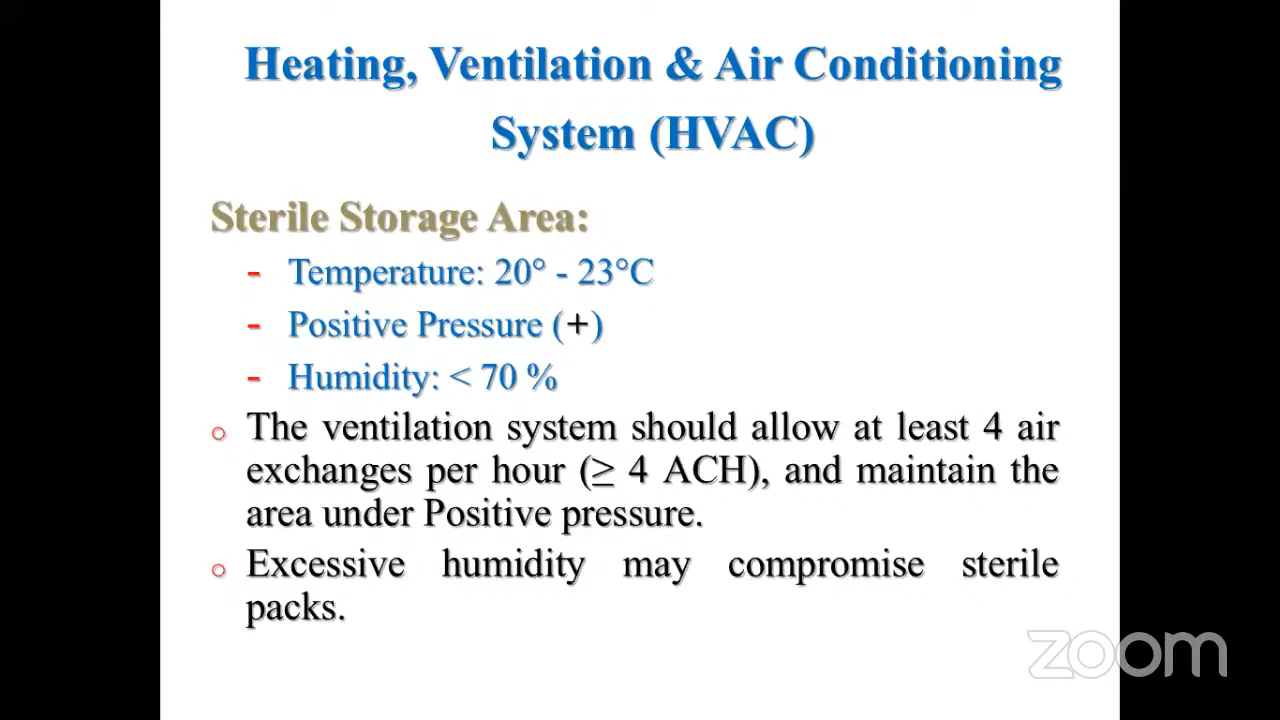 Heating, Ventilation & Air Conditioning
System (HVAC)
Sterile Storage Area:
- Temperature: 20° - 23°C
- Positive Pressure (+)
- Humidity: < 70 %
o The ventilation system should allow at least 4 air
exchanges per hour (≥ 4 ACH), and maintain the
area under Positive pressure.
o Excessive humidity may compromise sterile
packs.
zoom